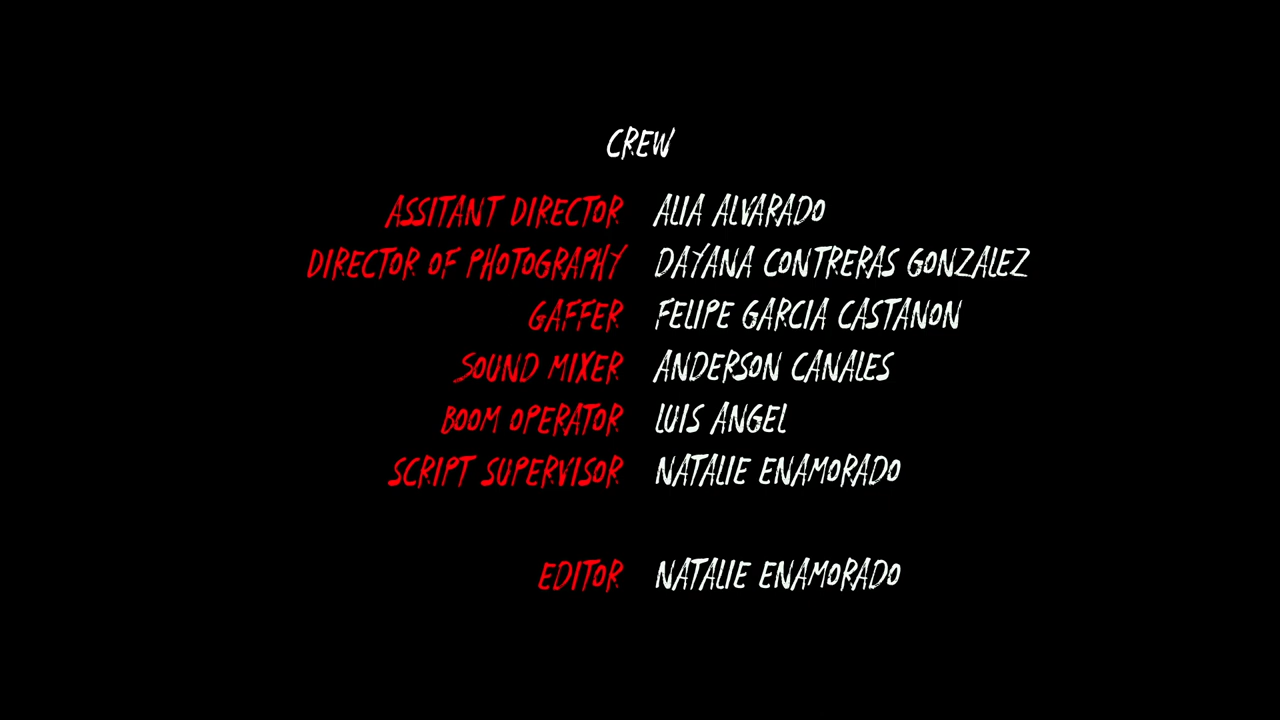 CREW
ASSITANT DIRECTOR ALIA ALVARADO
DIRECTOR OF PHOTOGRAPHY DAYANA CONTRERAS GONZALEZ
GAFFER FELIPE GARCIA CASTANON
SOUND MIXER ANDERSON CANALES
BOOM OPERATOR LUIS ANGEL
SCRIPT SUPERVISOR NATALIE ENAMORADO
EDITOR NATALIE ENAMORADO